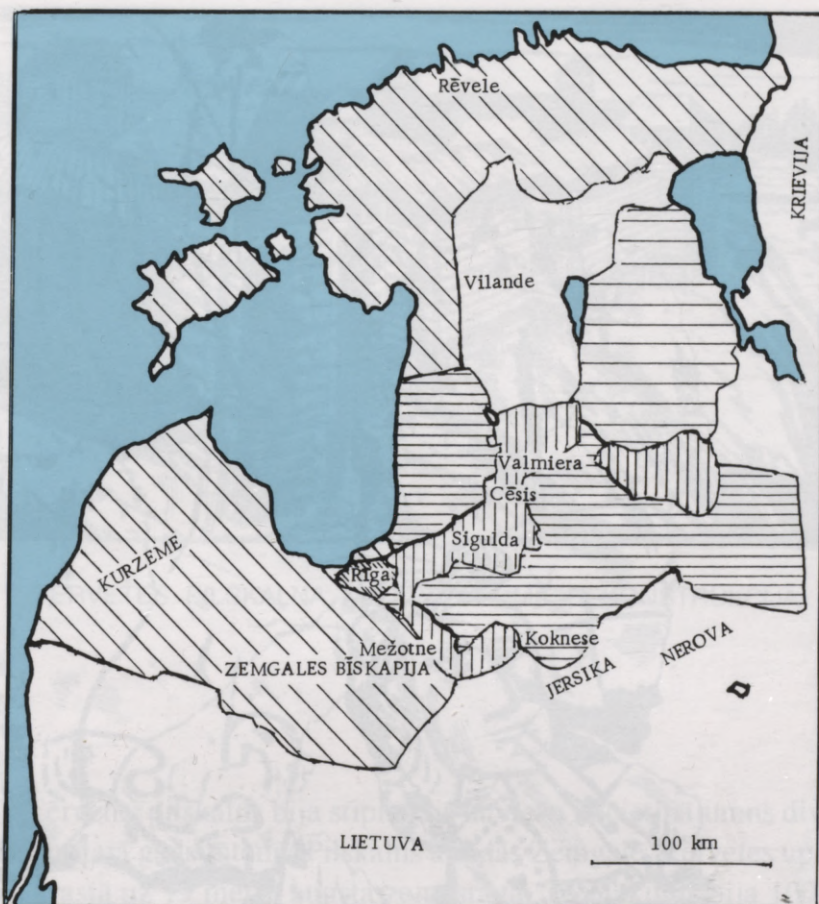 Rēvele
KRIEVIJA
Vilande
Valmiera
Cēsis
Sigulda
KURZEME
Rīga
Mežotne
Koknese
ZEMGALES BĪSKAPIJA
JERSIKA
NEROVA
LIETUVA
100 km